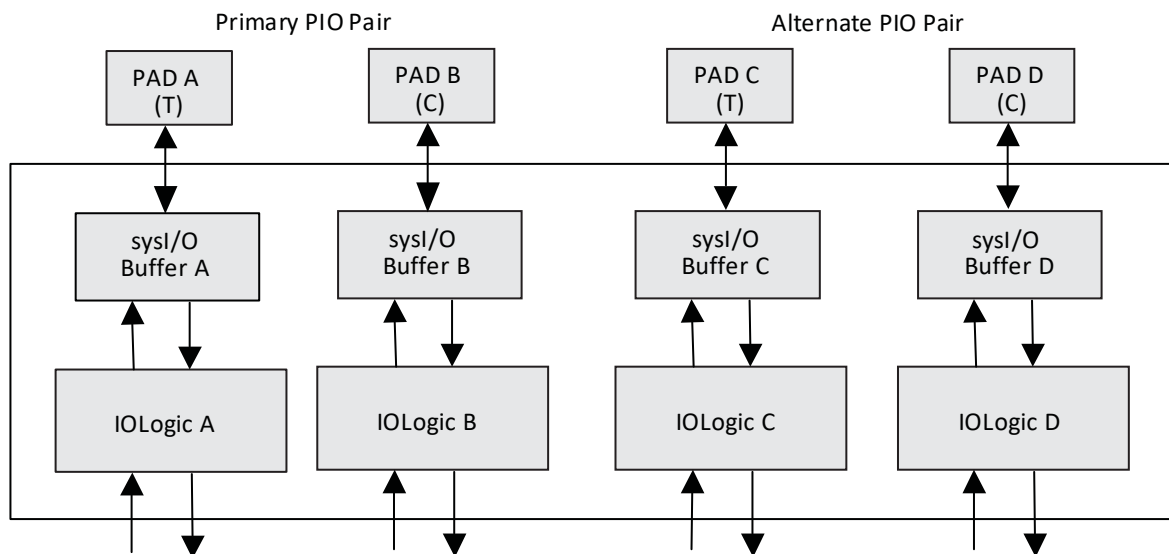 Primary PIO Pair
Alternate PIO Pair
PAD A
(T)
PAD B
(C)
PAD C
(T)
PAD D
(C)
sysI/O
Buffer A
sysI/O
Buffer B
sysI/O
Buffer C
sysI/O
Buffer D
IOLogic A
IOLogic B
IOLogic C
IOLogic D